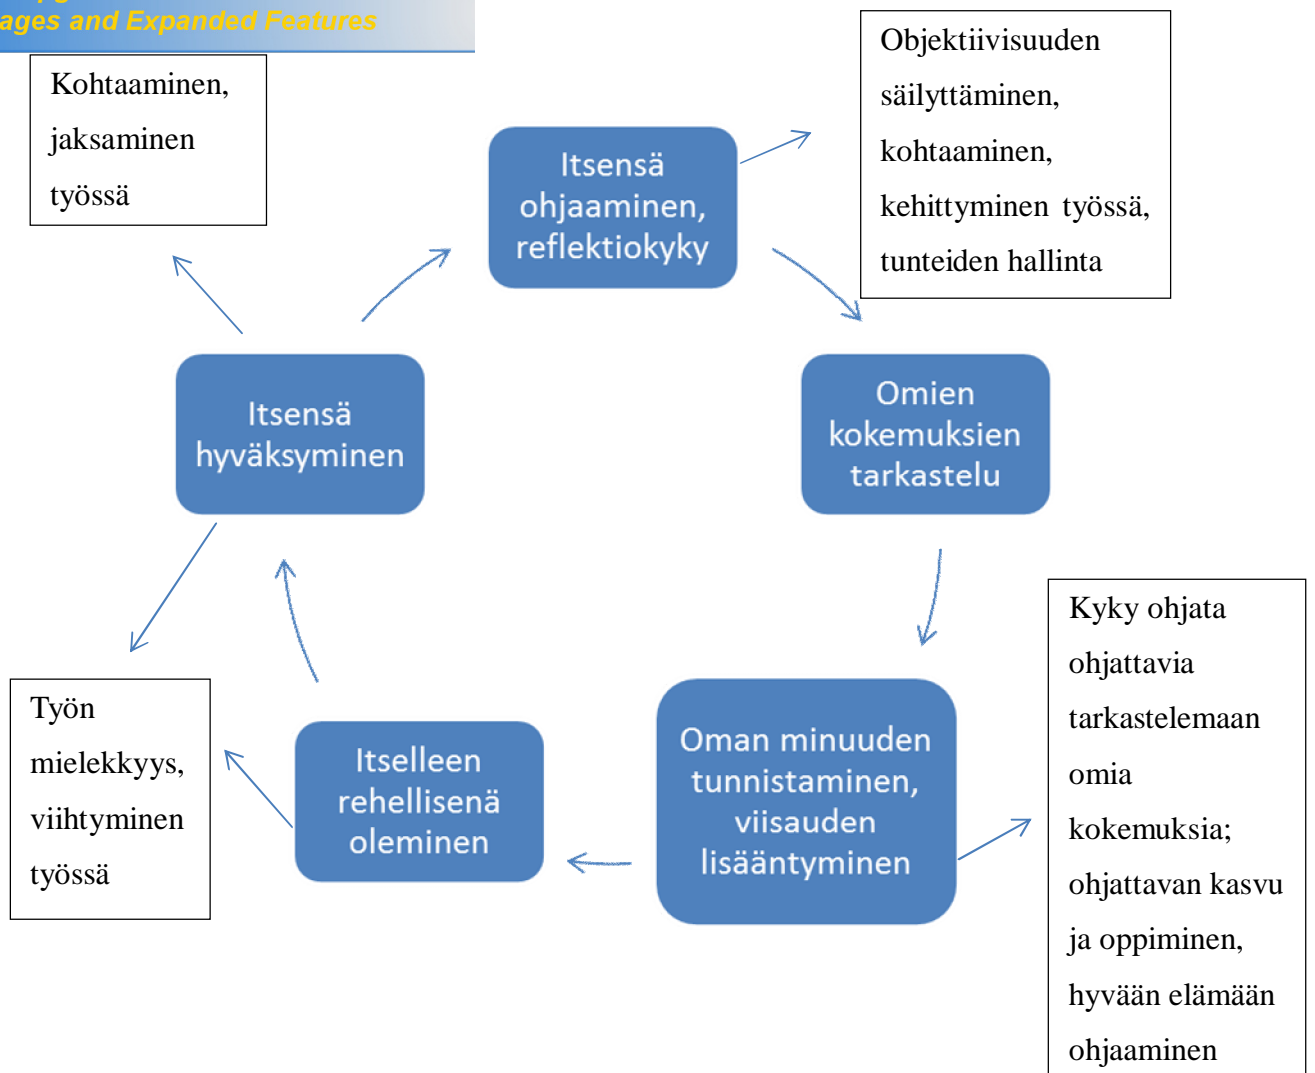 ages and Expanded Features
Kohtaaminen,
jaksaminen
työssä
Itsensä
ohjaaminen,
reflektiokyky
Objektiivisuuden
säilyttäminen,
kohtaaminen,
kehittyminen työssä,
tunteiden hallinta
Itsensä
hyväksyminen
Omien
kokemuksien
tarkastelu
Työn
mielekkyys,
viihtyminen
työssä
Itselleen
rehellisenä
oleminen
Oman minuuden
tunnistaminen,
viisauden
lisääntyminen
Kyky ohjata
ohjattavia
tarkastelemaan
omia
kokemuksia;
ohjattavan kasvu
ja oppiminen,
hyvään elämään
ohjaaminen